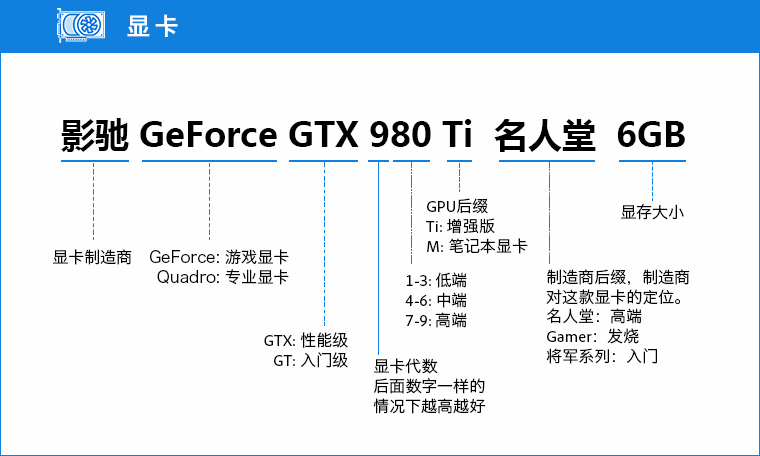 显卡
影驰 GeForce GTX 980 Ti 名人堂 6GB
显卡制造商
GeForce: 游戏显卡
Quadro: 专业显卡
GTX: 性能级
GT: 入门级
显卡代数
后面数字一样的
情况下越高越好
1-3: 低端
4-6: 中端
7-9: 高端
GPU后缀
Ti: 增强版
M: 笔记本显卡
制造商后缀，制造商
对这款显卡的定位。
名人堂：高端
Gamer：发烧
将军系列：入门
显存大小